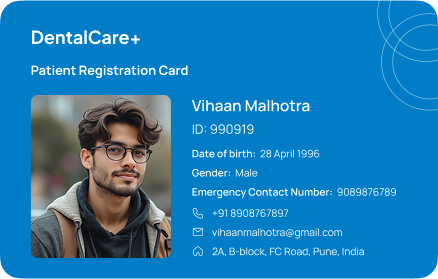 DentalCare+
Patient Registration Card
Vihaan Malhotra
ID: 990919
Date of birth: 28 April 1996
Gender: Male
Emergency Contact Number: 9089876789
+91 8908767897
vihaanmalhotra@gmail.com
2A, B-block, FC Road, Pune, India